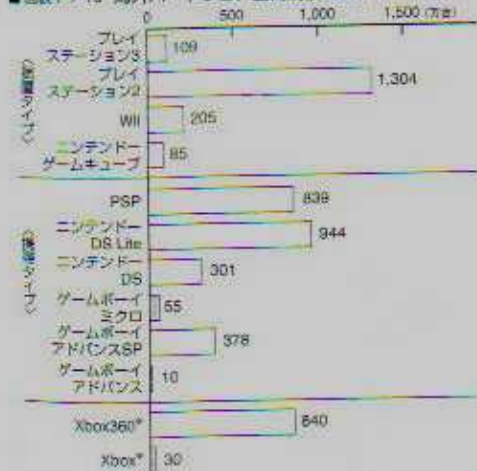 0 500 1,000 1,500 (万台)
プレイ
ステーション3 109
プレイ
ステーション2 1,304
Wii 205
ニンテンドー
ゲームキューブ 85
PSP 839
ニンテンドー
DS Lite 944
ニンテンドー
DS 301
ゲームボーイ
ミクロ 55
ゲームボーイ
アドバンスSP 378
ゲームボーイ
アドバンス 10
Xbox360* 840
Xbox* 30